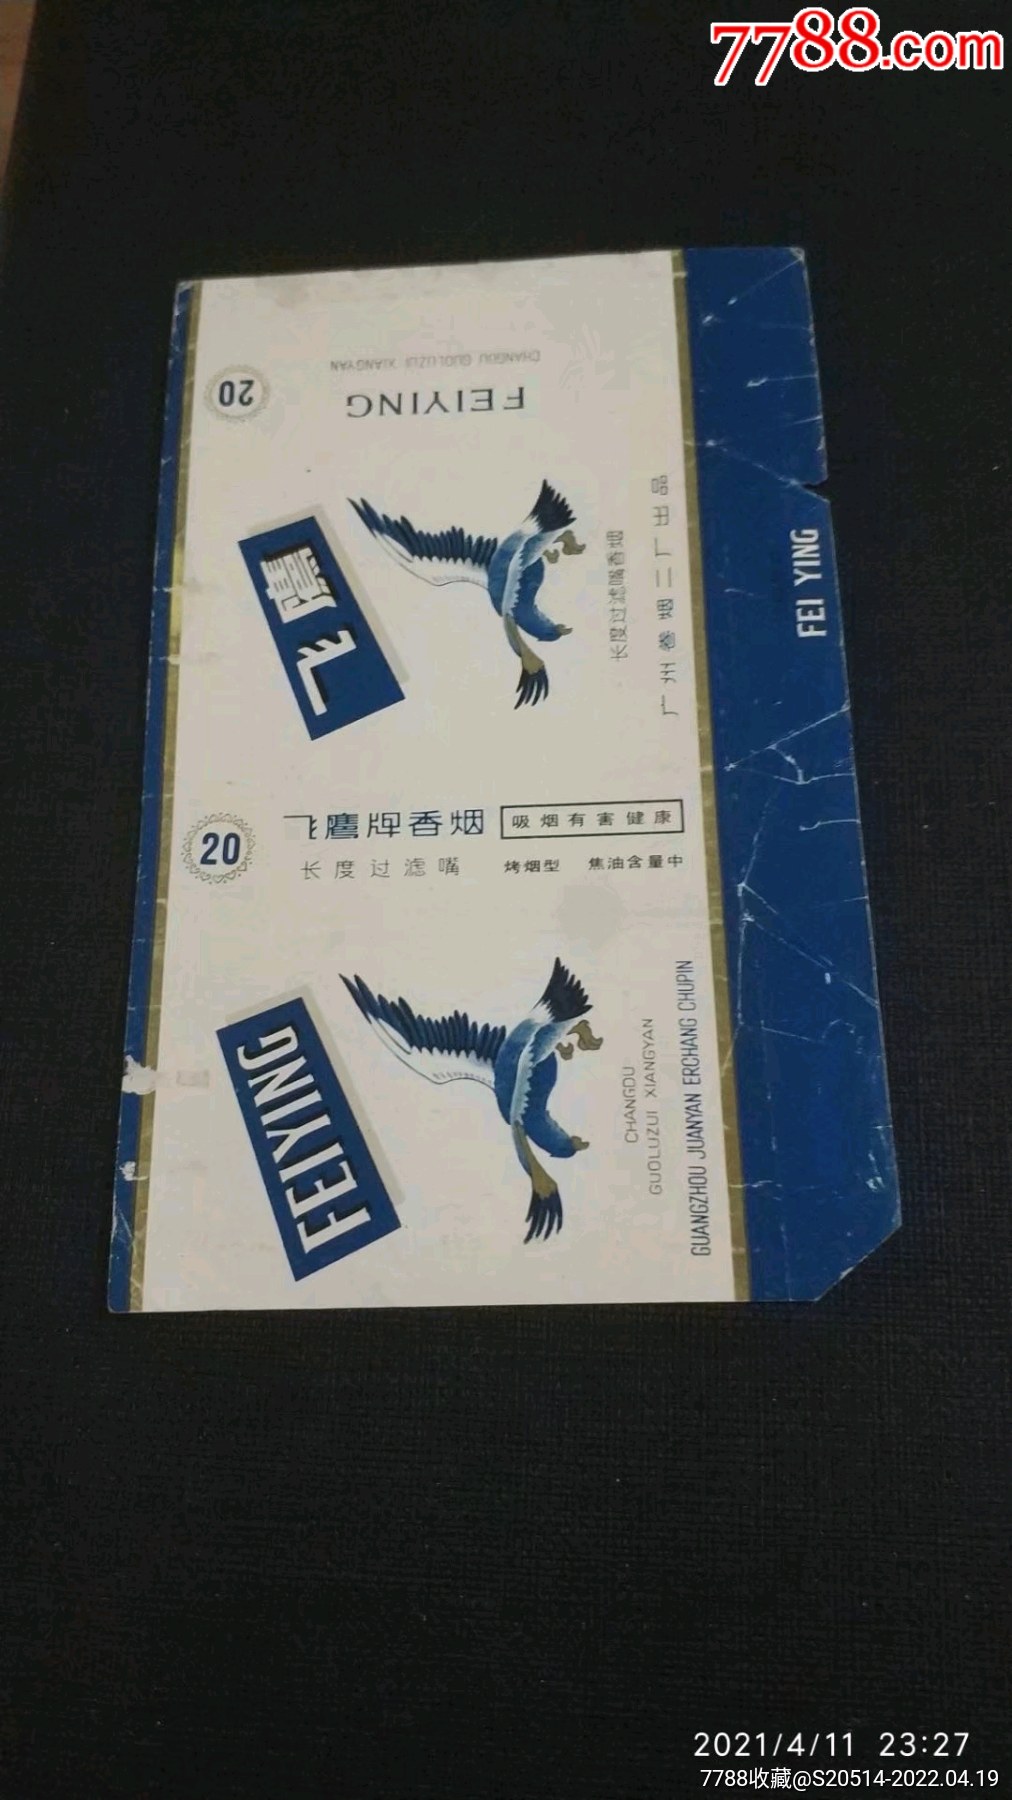 7788.com
CHANGDU GUOLUZUI XIANGYAN
FEIYING
20
飞鷹
长度过滤嘴香烟
广州卷烟二厂出品
FEI YING
20
飞鷹牌香烟
吸烟有害健康
长度过滤嘴
烤烟型 焦油含量中
FEIYING
CHANGDU
GUOLUZUI XIANGYAN
GUANGZHOU JUANYAN ERCHANG CHUPIN
2021/4/11 23:27
7788收藏@S20514-2022.04.19